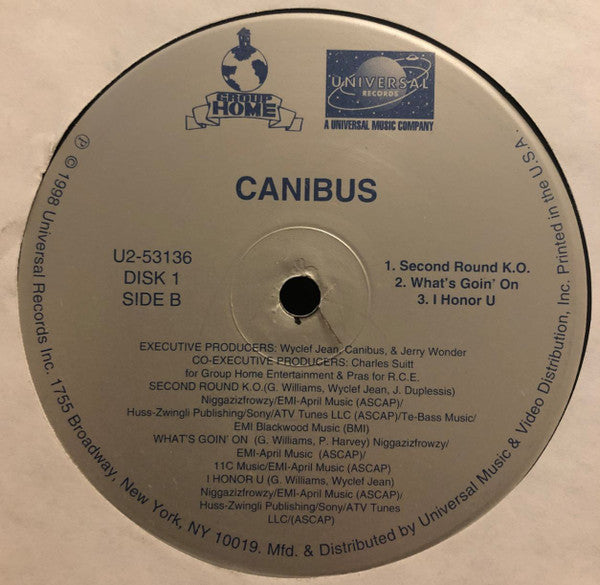 GROUP
HOME
UNIVERSAL
RECORDS
A UNIVERSAL MUSIC COMPANY
CANIBUS
U2-53136
DISK 1
SIDE B
1. Second Round K.O.
2. What's Goin' On
3. I Honor U
EXECUTIVE PRODUCERS: Wyclef Jean, Canibus, & Jerry Wonder
CO-EXECUTIVE PRODUCERS: Charles Suitt
for Group Home Entertainment & Pras for R.C.E.
SECOND ROUND K.O.(G. Williams, Wyclef Jean, J. Duplessis)
Niggazizfrowzy/EMI-April Music (ASCAP)/
Huss-Zwingli Publishing/Sony/ATV Tunes LLC (ASCAP)/Te-Bass Music/
EMI Blackwood Music (BMI)
WHAT'S GOIN' ON (G. Williams, P. Harvey) Niggazizfrowzy/
EMI-April Music (ASCAP)/
11C Music/EMI-April Music (ASCAP)
I HONOR U (G. Williams, Wyclef Jean)
Niggazizfrowzy/EMI-April Music (ASCAP)/
Huss-Zwingli Publishing/Sony/ATV Tunes
LLC/(ASCAP)
℗ © 1998 Universal Records Inc. 1755 Broadway, New York, NY 10019. Mfd. & Distributed by Universal Music & Video Distribution, Inc. Printed in the U.S.A.